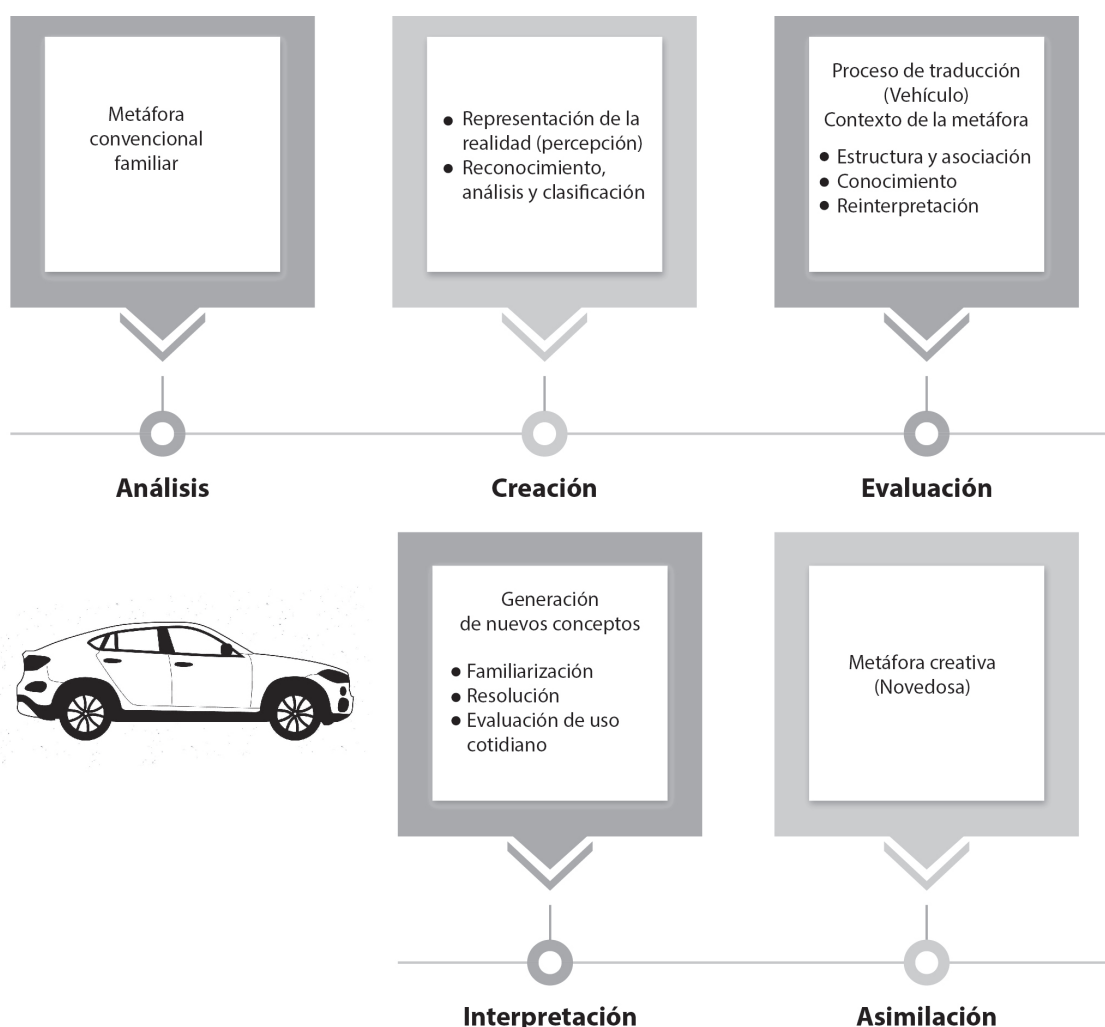 Metáfora
convencional
familiar
● Representación de la
realidad (percepción)
● Reconocimiento,
análisis y clasificación
Proceso de traducción
(Vehículo)
Contexto de la metáfora
● Estructura y asociación
● Conocimiento
● Reinterpretación
Análisis
Creación
Evaluación
Generación
de nuevos conceptos
● Familiarización
● Resolución
● Evaluación de uso
cotidiano
Metáfora creativa
(Novedosa)
Interpretación
Asimilación